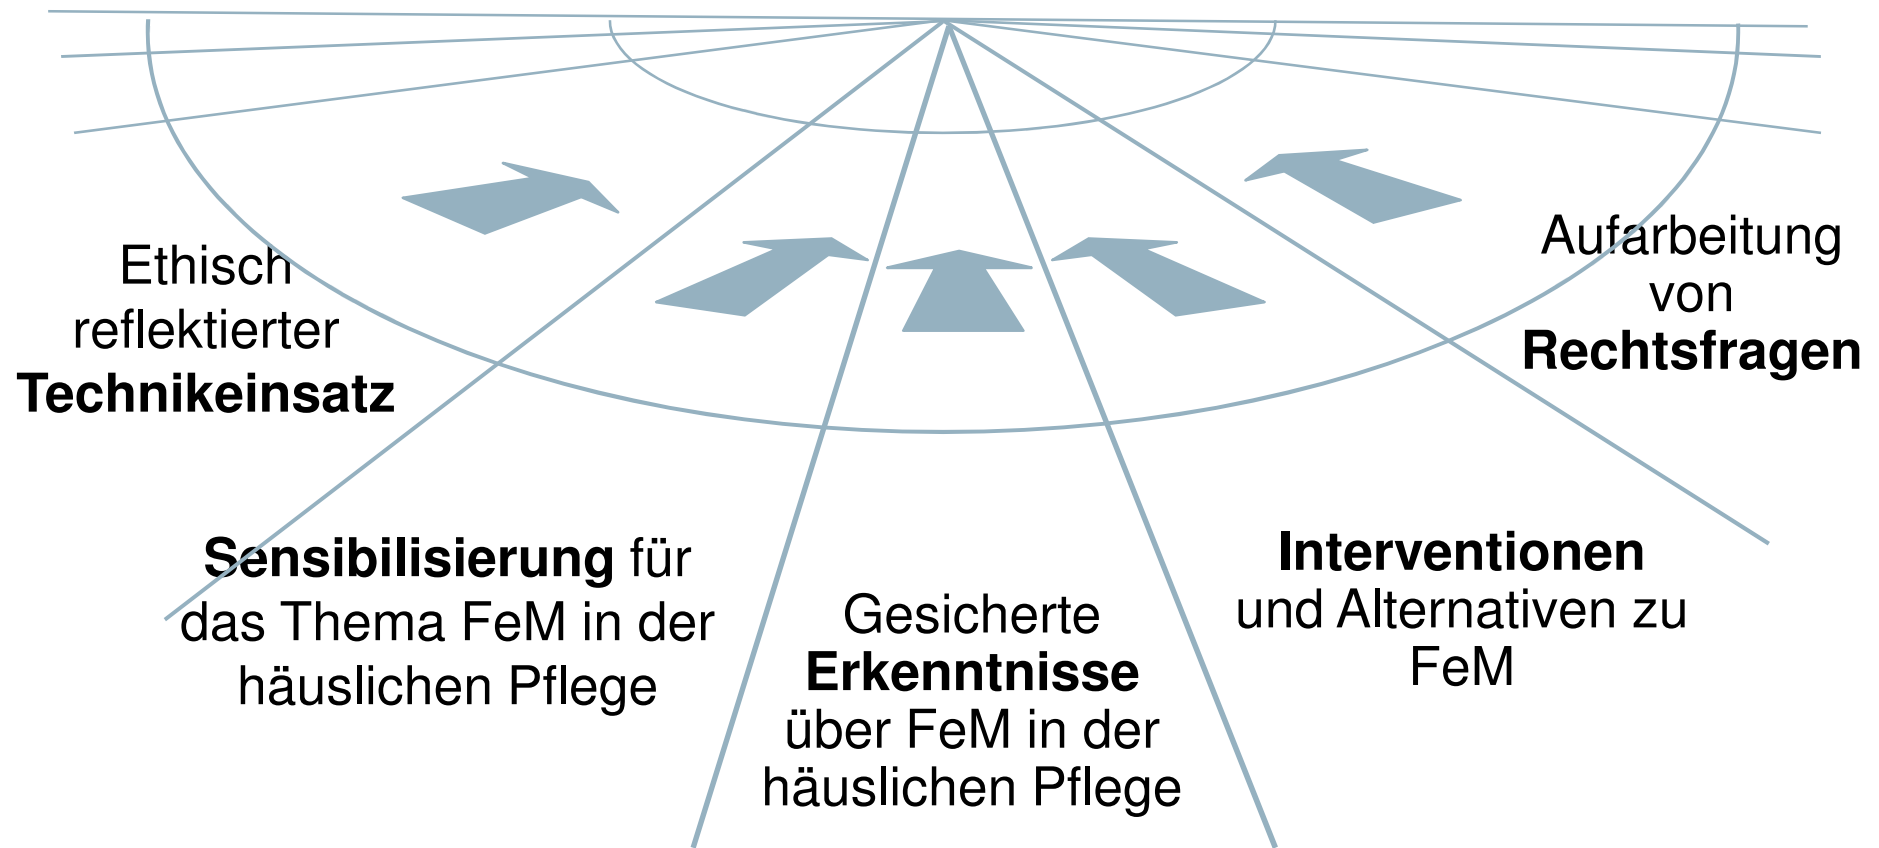 Ethisch
reflektierter
Technikeinsatz
Sensibilisierung für
das Thema FeM in der
häuslichen Pflege
Gesicherte
Erkenntnisse
über FeM in der
häuslichen Pflege
Interventionen
und Alternativen zu
FeM
Aufarbeitung
von
Rechtsfragen